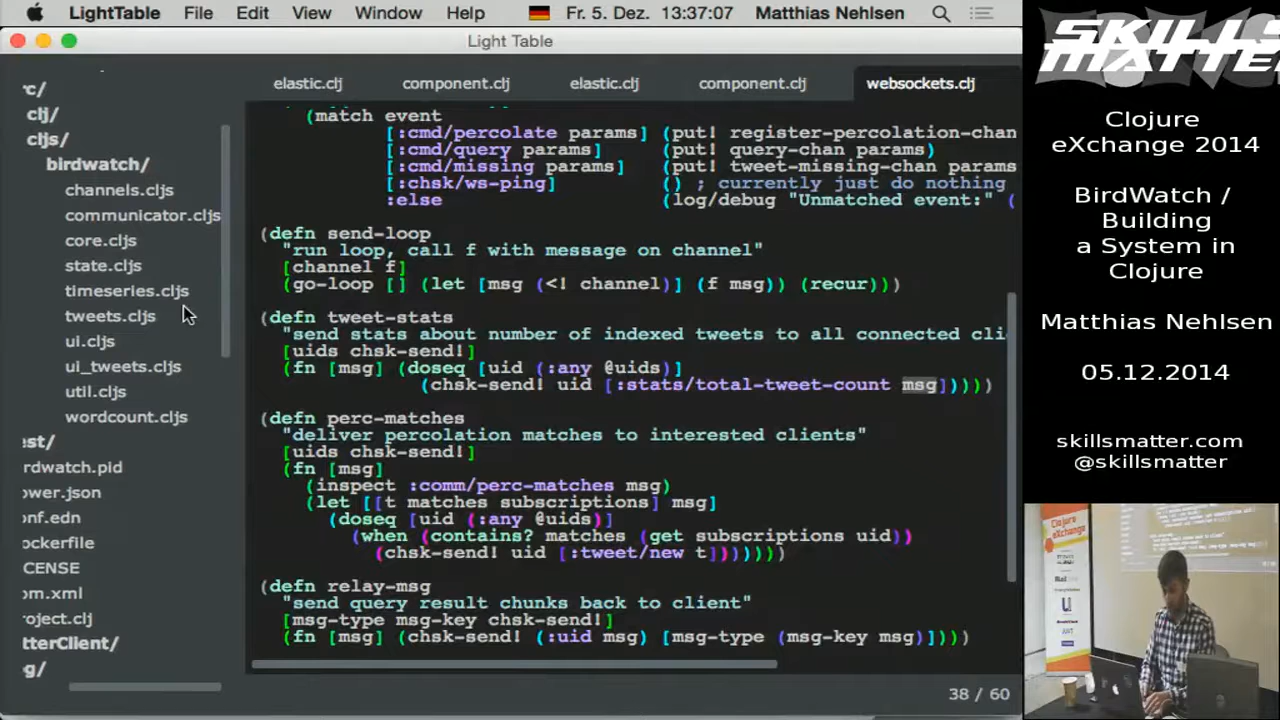 LightTable File Edit View Window Help Fr. 5. Dez. 13:37:07 Matthias Nehlsen
Light Table
elastic.clj component.clj elastic.clj component.clj websockets.clj
rc/
clj/
cljs/
birdwatch/
channels.cljs
communicator.cljs
core.cljs
state.cljs
timeseries.cljs
tweets.cljs
ui.cljs
ui_tweets.cljs
util.cljs
wordcount.cljs
est/
rdwatch.pid
ower.json
onf.edn
ockerfile
CENSE
om.xml
roject.clj
tterClient/
g/
(match event
[:cmd/percolate params] (put! register-percolation-chan
[:cmd/query params] (put! query-chan params)
[:cmd/missing params] (put! tweet-missing-chan params
[:chsk/ws-ping] () ; currently just do nothing
:else (log/debug "Unmatched event:" (
(defn send-loop
"run loop, call f with message on channel"
[channel f]
(go-loop [] (let [msg (<! channel)] (f msg)) (recur)))
(defn tweet-stats
"send stats about number of indexed tweets to all connected cli
[uids chsk-send!]
(fn [msg] (doseq [uid (:any @uids)]
(chsk-send! uid [:stats/total-tweet-count msg]))))
(defn perc-matches
"deliver percolation matches to interested clients"
[uids chsk-send!]
(fn [msg]
(inspect :comm/perc-matches msg)
(let [[t matches subscriptions] msg]
(doseq [uid (:any @uids)]
(when (contains? matches (get subscriptions uid))
(chsk-send! uid [:tweet/new t]))))))
(defn relay-msg
"send query result chunks back to client"
[msg-type msg-key chsk-send!]
(fn [msg] (chsk-send! (:uid msg) [msg-type (msg-key msg)])))
38 / 60
SKILLS
MATTER
Clojure
eXchange 2014
BirdWatch /
Building
a System in
Clojure
Matthias Nehlsen
05.12.2014
skillsmatter.com
@skillsmatter
Clojure
eXchange